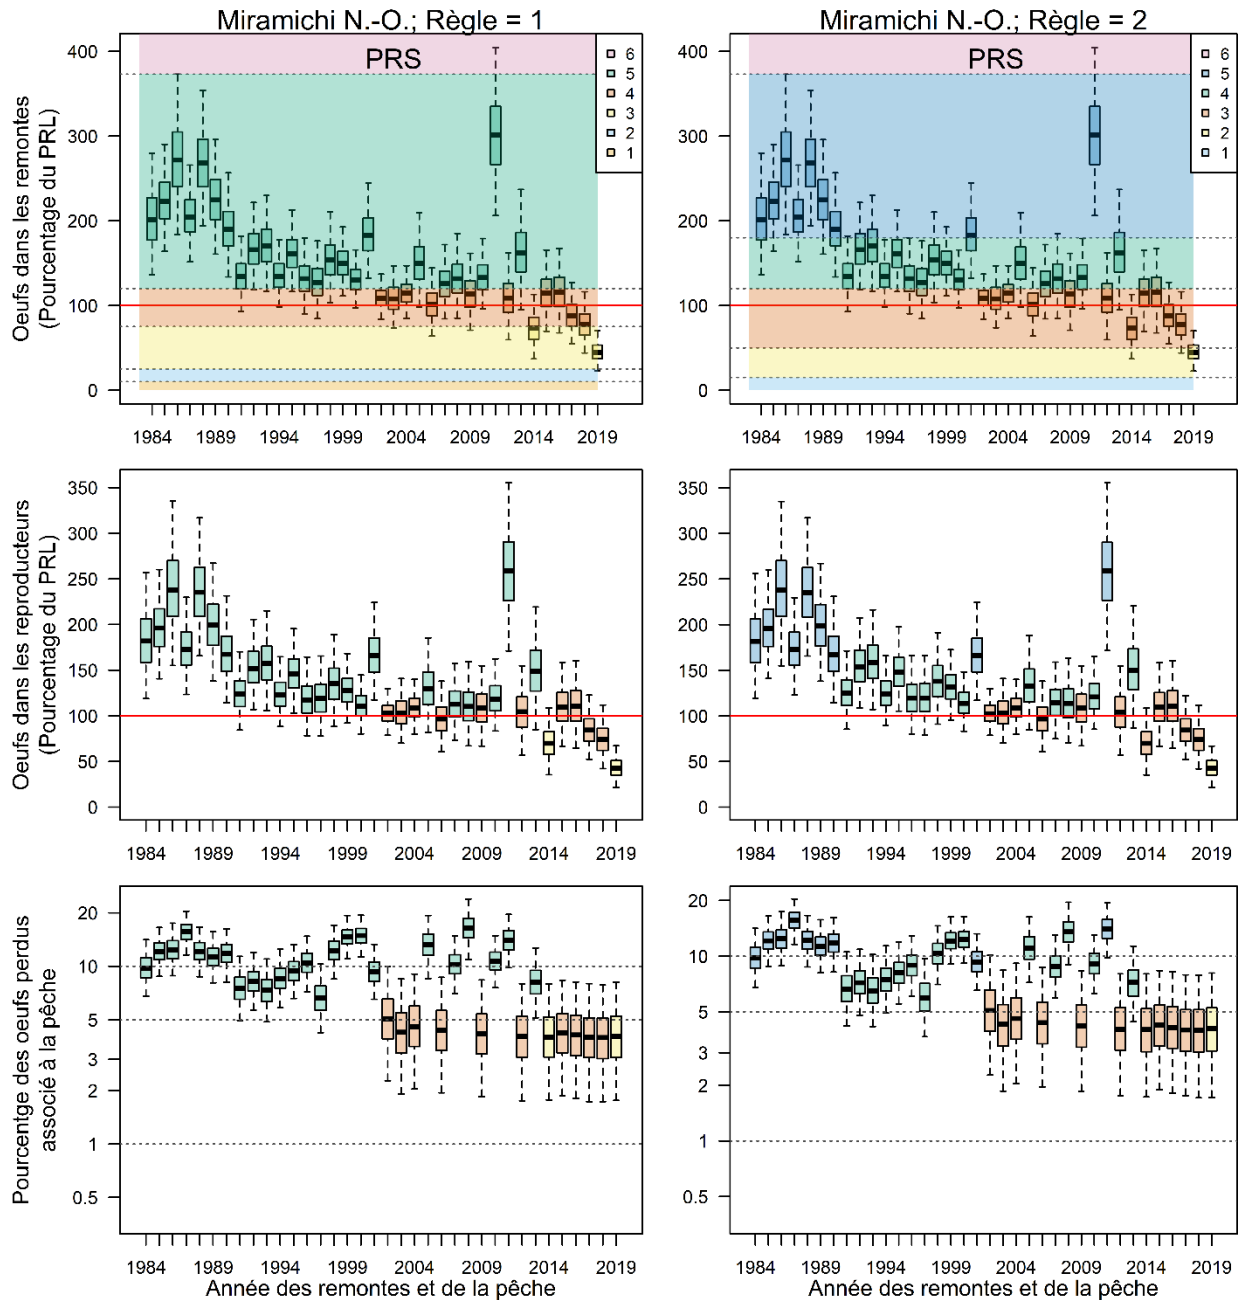 Miramichi N.-O.; Règle = 1
Miramichi N.-O.; Règle = 2
Oeufs dans les remontes
(Pourcentage du PRL)
400
300
200
100
0
PRS
6
5
4
3
2
1
1984 1989 1994 1999 2004 2009 2014 2019
400
300
200
100
0
PRS
6
5
4
3
2
1
1984 1989 1994 1999 2004 2009 2014 2019
Oeufs dans les reproducteurs
(Pourcentage du PRL)
350
300
250
200
150
100
50
0
1984 1989 1994 1999 2004 2009 2014 2019
350
300
250
200
150
100
50
0
1984 1989 1994 1999 2004 2009 2014 2019
Pourcentge des oeufs perdus
associé à la pêche
20
10
5
3
2
1
0.5
1984 1989 1994 1999 2004 2009 2014 2019
Année des remontes et de la pêche
20
10
5
3
2
1
0.5
1984 1989 1994 1999 2004 2009 2014 2019
Année des remontes et de la pêche